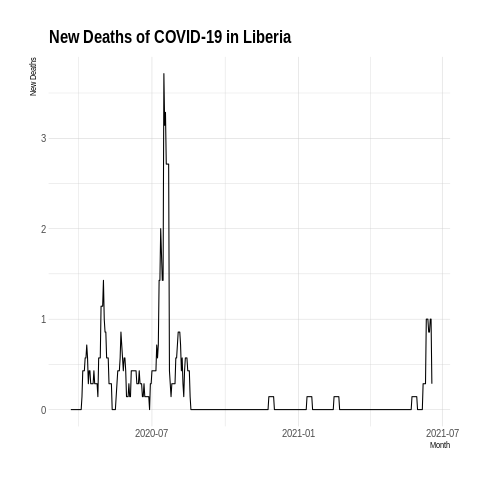 New Deaths of COVID-19 in Liberia
New Deaths
3
2
1
0
2020-07
2021-01
2021-07
Month